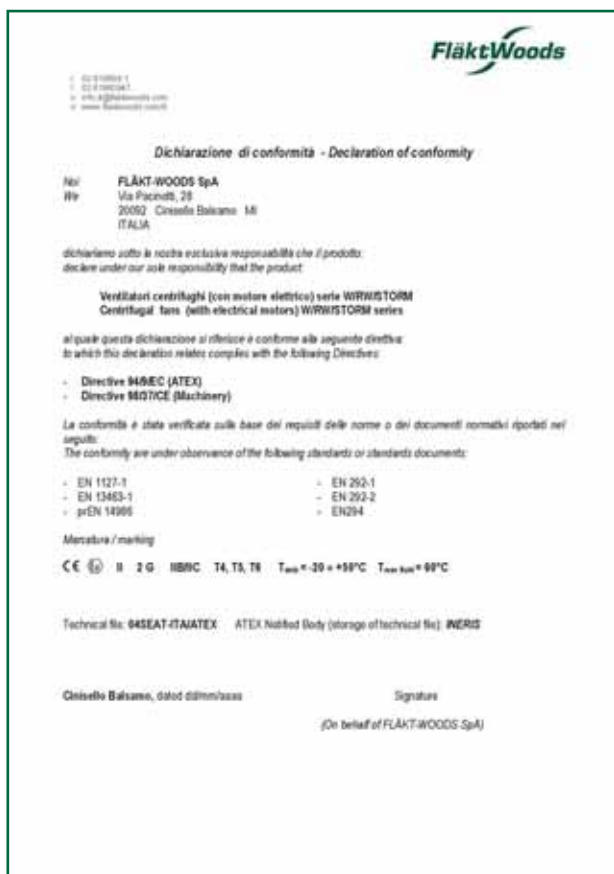 FläktWoods
Dichiarazione di conformità - Declaration of conformity
Noi FLÄKT-WOODS SpA
We Via Pacinotti, 28
20092 Cinisello Balsamo MI
ITALIA
dichiariamo sotto la nostra esclusiva responsabilità che il prodotto:
declare under our sole responsibility that the product:
Ventilatori centrifughi (con motore elettrico) serie W/RW/STORM
Centrifugal fans (with electrical motors) W/RW/STORM series
al quale questa dichiarazione si riferisce è conforme alla seguente direttiva:
to which this declaration relates complies with the following Directives:
- Directive 94/9/EC (ATEX)
- Directive 98/37/CE (Machinery)
La conformità è stata verificata sulla base dei requisiti delle norme o dei documenti normativi riportati nel
seguito:
The conformity are under observance of the following standards or standards documents:
- EN 1127-1 - EN 292-1
- EN 13463-1 - EN 292-2
- prEN 14986 - EN294
Marcatura / marking
CE Ex II 2 G IIB/IIC T4, T5, T6 Tamb = -20 ÷ +50°C = 60°C
Technical file: 04SEAT-ITA/ATEX ATEX Notified Body (storage of technical file): INERIS
Cinisello Balsamo, dated dd/mm/aaaa Signature
(On behalf of FLÄKT-WOODS SpA)